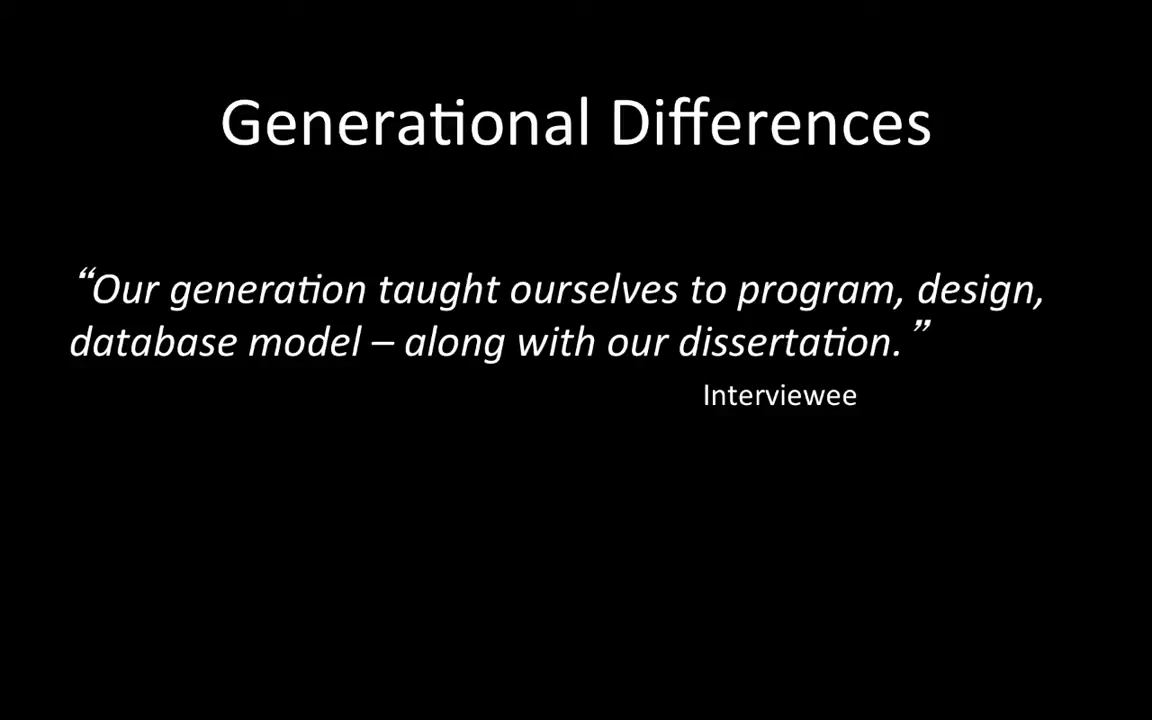 Generational Differences
“Our generation taught ourselves to program, design,
database model – along with our dissertation.”
Interviewee